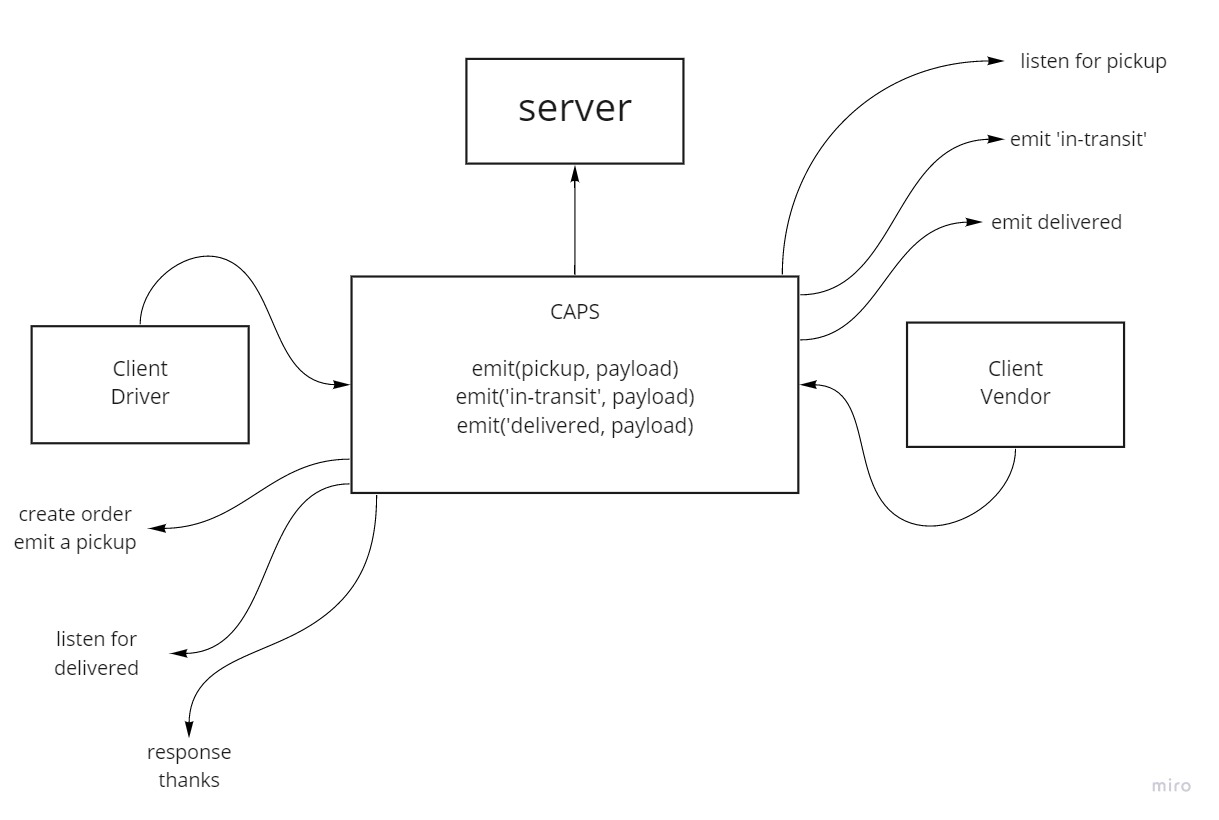 server
listen for pickup
emit 'in-transit'
emit delivered
CAPS
emit(pickup, payload)
emit('in-transit', payload)
emit('delivered, payload)
Client
Driver
Client
Vendor
create order
emit a pickup
listen for
delivered
response
thanks
miro